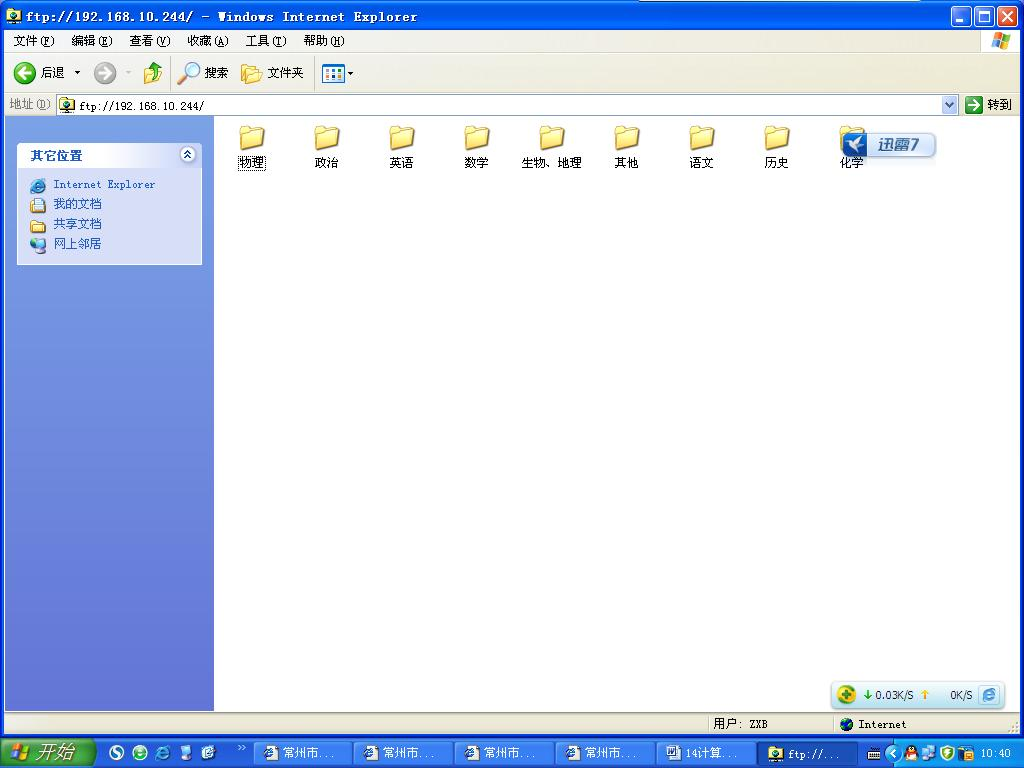 ftp://192.168.10.244/ - Windows Internet Explorer
文件(F) 编辑(E) 查看(V) 收藏(A) 工具(T) 帮助(H)
后退 搜索 文件夹
地址(D) ftp://192.168.10.244/ 转到
其它位置
Internet Explorer
我的文档
共享文档
网上邻居
物理 政治 英语 数学 生物、地理 其他 语文 历史 化学
迅雷7
0.03K/S 0K/S
用户: ZXB Internet
开始 常州市... 常州市... 常州市... 常州市... 14计算... ftp://... 10:40